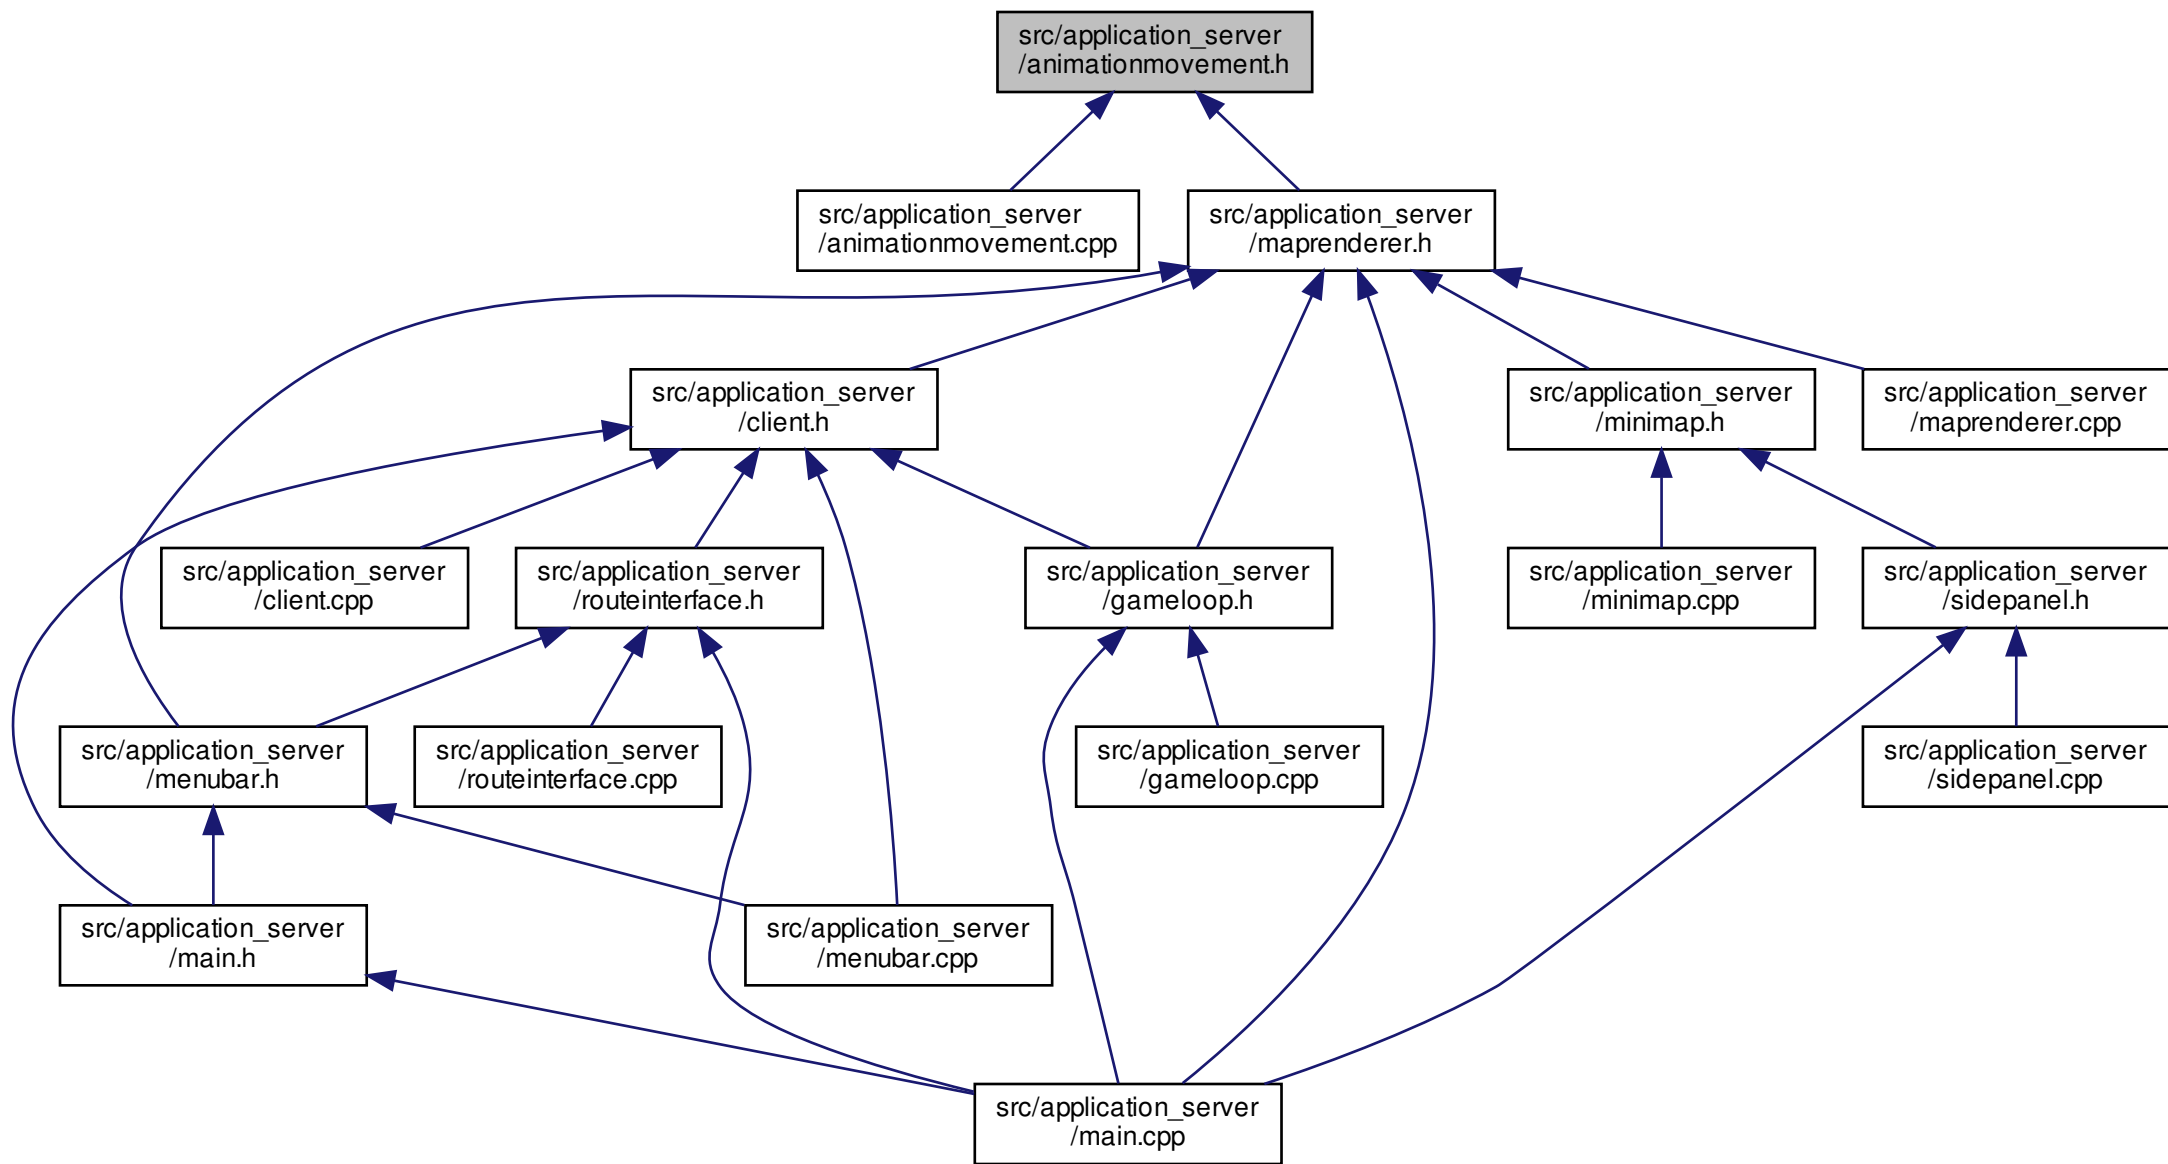 src/application_server
/animationmovement.h
src/application_server
/animationmovement.cpp
src/application_server
/maprenderer.h
src/application_server
/client.h
src/application_server
/minimap.h
src/application_server
/maprenderer.cpp
src/application_server
/client.cpp
src/application_server
/routeinterface.h
src/application_server
/gameloop.h
src/application_server
/minimap.cpp
src/application_server
/sidepanel.h
src/application_server
/menubar.h
src/application_server
/routeinterface.cpp
src/application_server
/gameloop.cpp
src/application_server
/sidepanel.cpp
src/application_server
/main.h
src/application_server
/menubar.cpp
src/application_server
/main.cpp